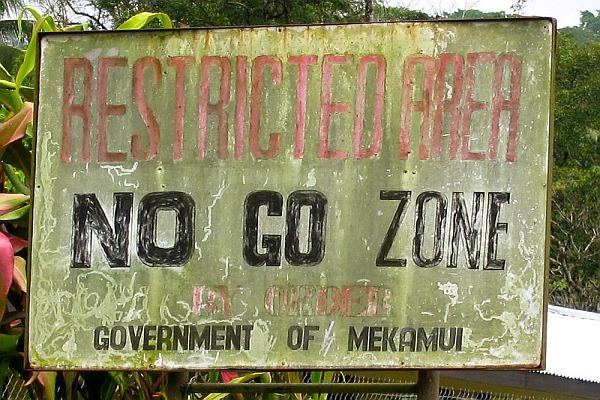 RESTRICTED AREA
NO GO ZONE
BY ORDER
GOVERNMENT OF MEKAMUI